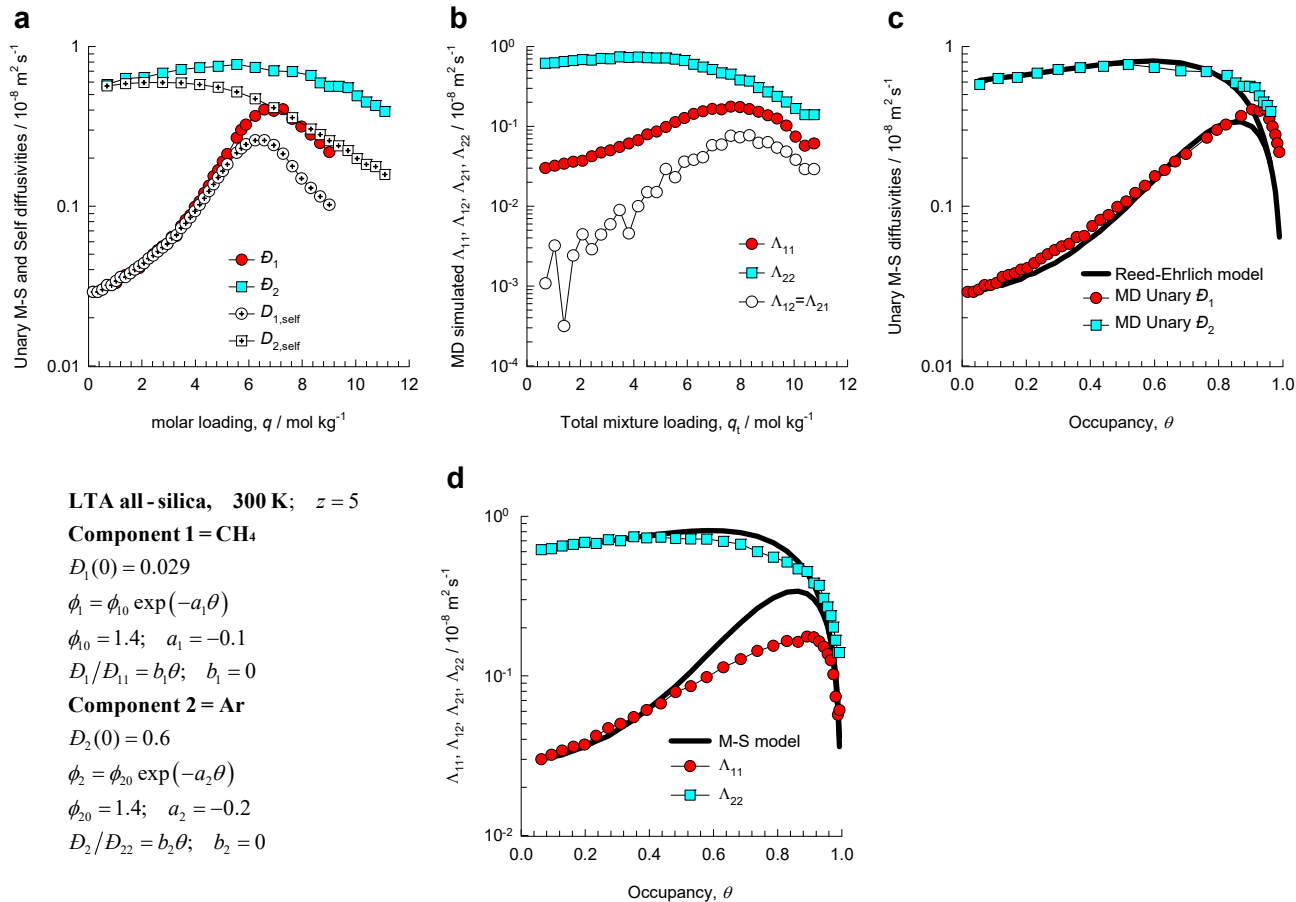 a
Unary M-S and Self diffusivities / 10⁻⁸ m² s⁻¹
1
0.1
0.01
0 2 4 6 8 10 12
molar loading, q / mol kg⁻¹
Đ₁
Đ₂
D₁,self
D₂,self
b
MD simulated Λ₁₁, Λ₁₂, Λ₂₁, Λ₂₂ / 10⁻⁸ m² s⁻¹
10⁰
10⁻¹
10⁻²
10⁻³
10⁻⁴
0 2 4 6 8 10 12
Total mixture loading, qₜ / mol kg⁻¹
Λ₁₁
Λ₂₂
Λ₁₂=Λ₂₁
c
Unary M-S diffusivities / 10⁻⁸ m² s⁻¹
1
0.1
0.01
0.0 0.2 0.4 0.6 0.8 1.0
Occupancy, θ
Reed-Ehrlich model
MD Unary Đ₁
MD Unary Đ₂
LTA all-silica, 300 K; z = 5
Component 1 = CH₄
Đ₁(0) = 0.029
ϕ₁ = ϕ₁₀ exp(−a₁θ)
ϕ₁₀ = 1.4; a₁ = −0.1
Đ₁/Đ₁₁ = b₁θ; b₁ = 0
Component 2 = Ar
Đ₂(0) = 0.6
ϕ₂ = ϕ₂₀ exp(−a₂θ)
ϕ₂₀ = 1.4; a₂ = −0.2
Đ₂/Đ₂₂ = b₂θ; b₂ = 0
d
Λ₁₁, Λ₁₂, Λ₂₁, Λ₂₂ / 10⁻⁸ m² s⁻¹
10⁰
10⁻¹
10⁻²
0.0 0.2 0.4 0.6 0.8 1.0
Occupancy, θ
M-S model
Λ₁₁
Λ₂₂